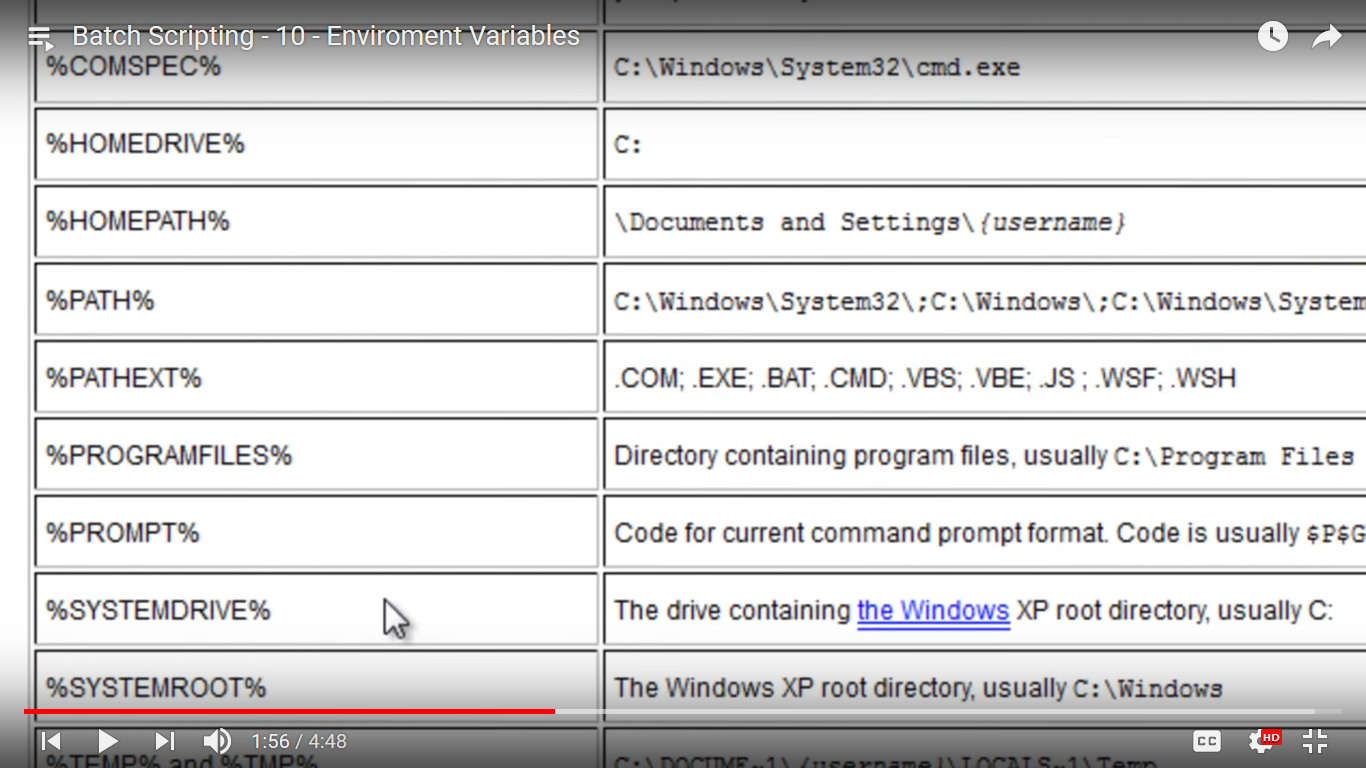 Batch Scripting - 10 - Enviroment Variables
%COMSPEC% C:\Windows\System32\cmd.exe
%HOMEDRIVE% C:
%HOMEPATH% \Documents and Settings\{username}
%PATH% C:\Windows\System32\;C:\Windows\;C:\Windows\System
%PATHEXT% .COM; .EXE; .BAT; .CMD; .VBS; .VBE; .JS ; .WSF; .WSH
%PROGRAMFILES% Directory containing program files, usually C:\Program Files
%PROMPT% Code for current command prompt format. Code is usually $P$G
%SYSTEMDRIVE% The drive containing the Windows XP root directory, usually C:
%SYSTEMROOT% The Windows XP root directory, usually C:\Windows
1:56 / 4:48 CC HD
%TEMP% and %TMP% C:\DOCUME~1\{username}\LOCALS~1\Temp